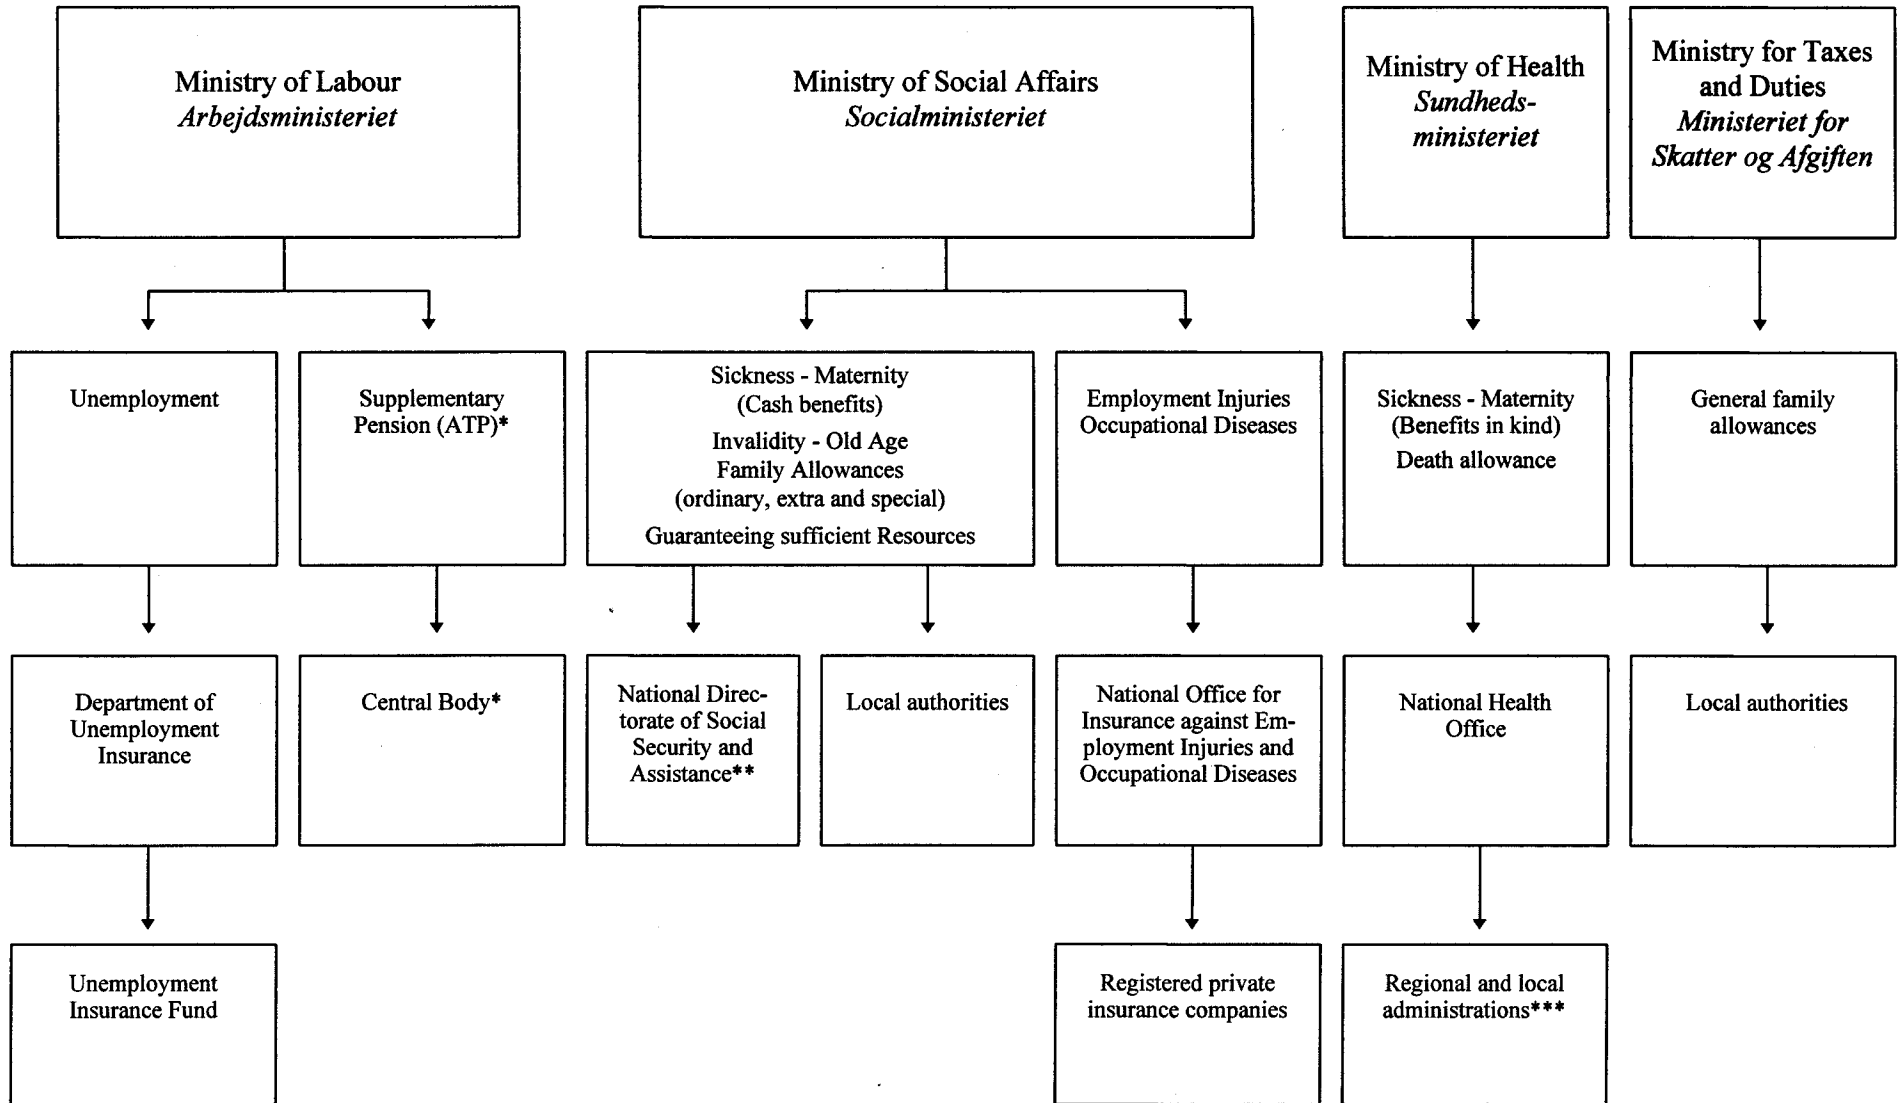 Ministry of Labour
Arbejdsministeriet
Ministry of Social Affairs
Socialministeriet
Ministry of Health
Sundheds-
ministeriet
Ministry for Taxes
and Duties
Ministeriet for
Skatter og Afgiften
Unemployment
Supplementary
Pension (ATP)*
Sickness - Maternity
(Cash benefits)
Invalidity - Old Age
Family Allowances
(ordinary, extra and special)
Guaranteeing sufficient Resources
Employment Injuries
Occupational Diseases
Sickness - Maternity
(Benefits in kind)
Death allowance
General family
allowances
Department of
Unemployment
Insurance
Central Body*
National Direc-
torate of Social
Security and
Assistance**
Local authorities
National Office for
Insurance against Em-
ployment Injuries and
Occupational Diseases
National Health
Office
Local authorities
Unemployment
Insurance Fund
Registered private
insurance companies
Regional and local
administrations***